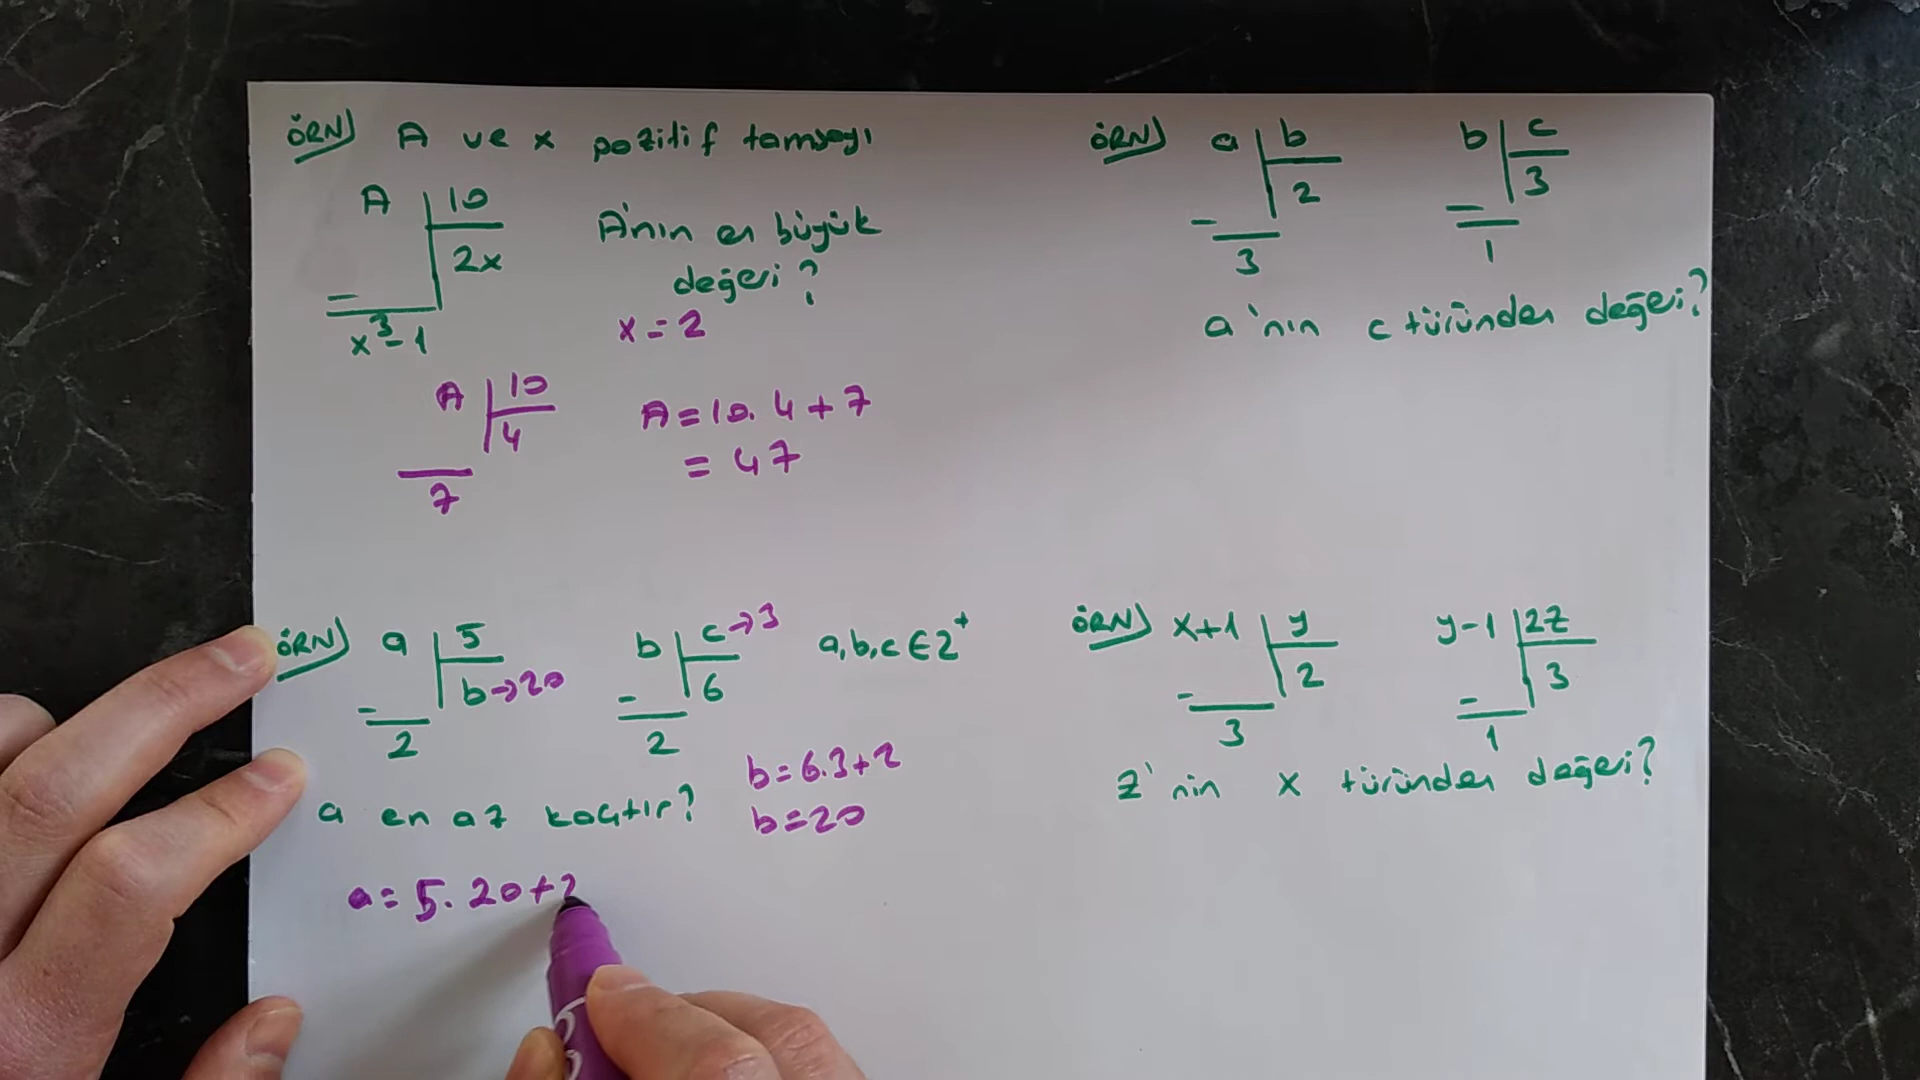 ÖRN) A ve x pozitif tamsayı
A 10
2x
x³-1
A'nın en büyük
değeri?
x=2
A 10
4
7
A=10.4+7
=47
ÖRN) a b
2
3
b c
3
1
a'nın c türünden değeri?
ÖRN) a 5
b→20
2
b c→3
6
2
a,b,c∈Z⁺
a en az kaçtır?
b=6.3+2
b=20
a=5.20+2
ÖRN) x+1 y
2
3
y-1 2z
3
1
z'nin x türünden değeri?